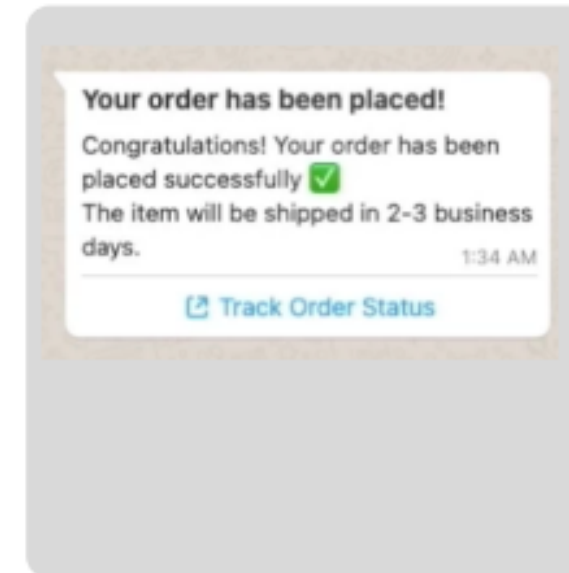 Your order has been placed!
Congratulations! Your order has been
placed successfully ✅
The item will be shipped in 2-3 business
days.
1:34 AM
Track Order Status